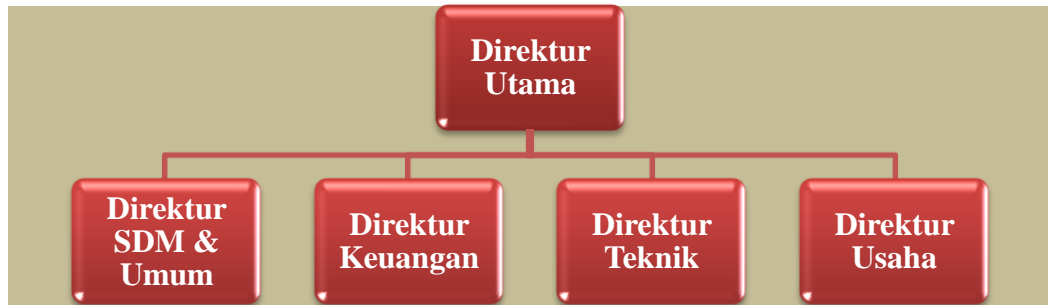 Direktur
Utama
Direktur
SDM &
Umum
Direktur
Keuangan
Direktur
Teknik
Direktur
Usaha